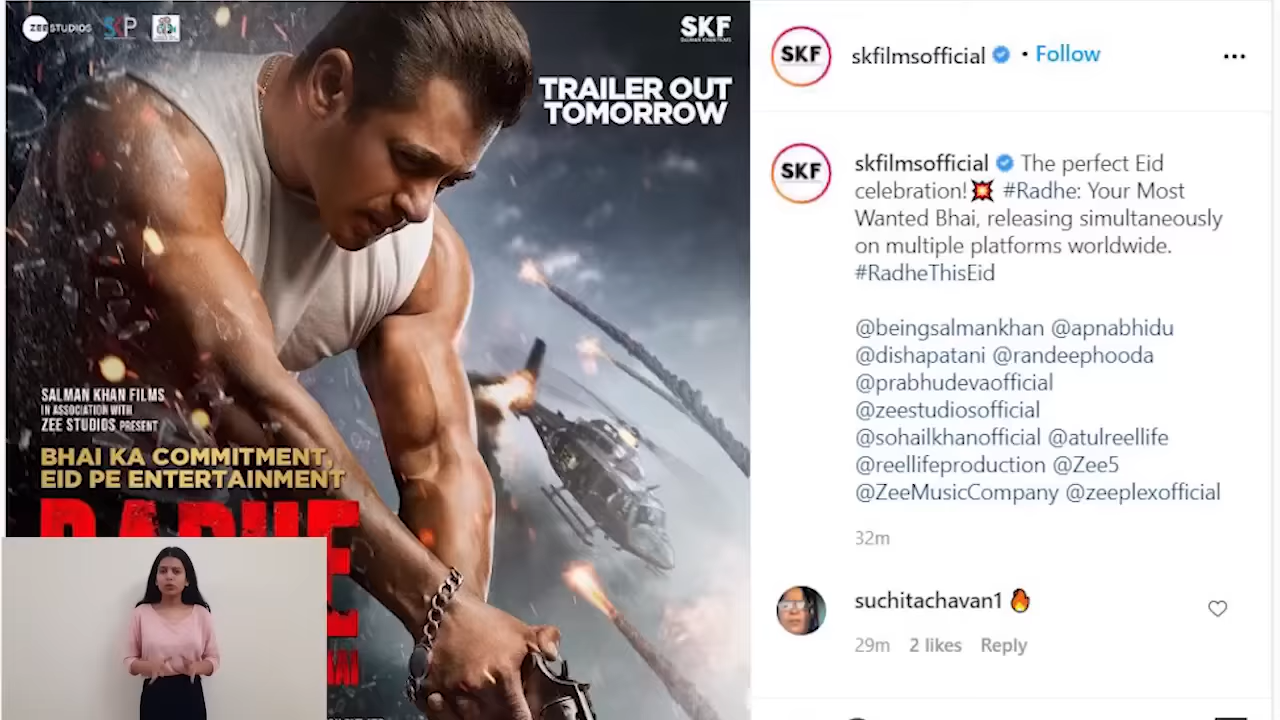 ZEE STUDIOS
SKF
SKF
TRAILER OUT
TOMORROW
SALMAN KHAN FILMS
IN ASSOCIATION WITH
ZEE STUDIOS PRESENT
BHAI KA COMMITMENT,
EID PE ENTERTAINMENT
RADHE
SKF
skfilmsofficial • Follow
SKF
skfilmsofficial The perfect Eid
celebration!💥 #Radhe: Your Most
Wanted Bhai, releasing simultaneously
on multiple platforms worldwide.
#RadheThisEid
@beingsalmankhan @apnabhidu
@dishapatani @randeephooda
@prabhudevaofficial
@zeestudiosofficial
@sohailkhanofficial @atulreellife
@reellifeproduction @Zee5
@ZeeMusicCompany @zeeplexofficial
32m
suchitachavan1 🔥
29m 2 likes Reply